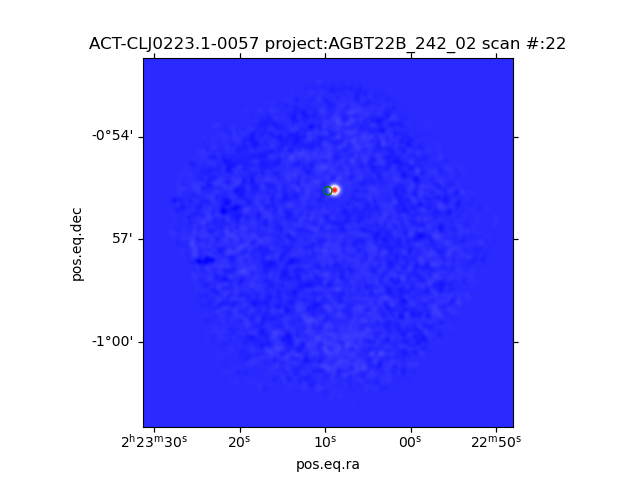 ACT-CLJ0223.1-0057 project:AGBT22B_242_02 scan #:22
-0°54'
57'
-1°00'
pos.eq.dec
2ʰ23ᵐ30ˢ 20ˢ 10ˢ 00ˢ 22ᵐ50ˢ
pos.eq.ra